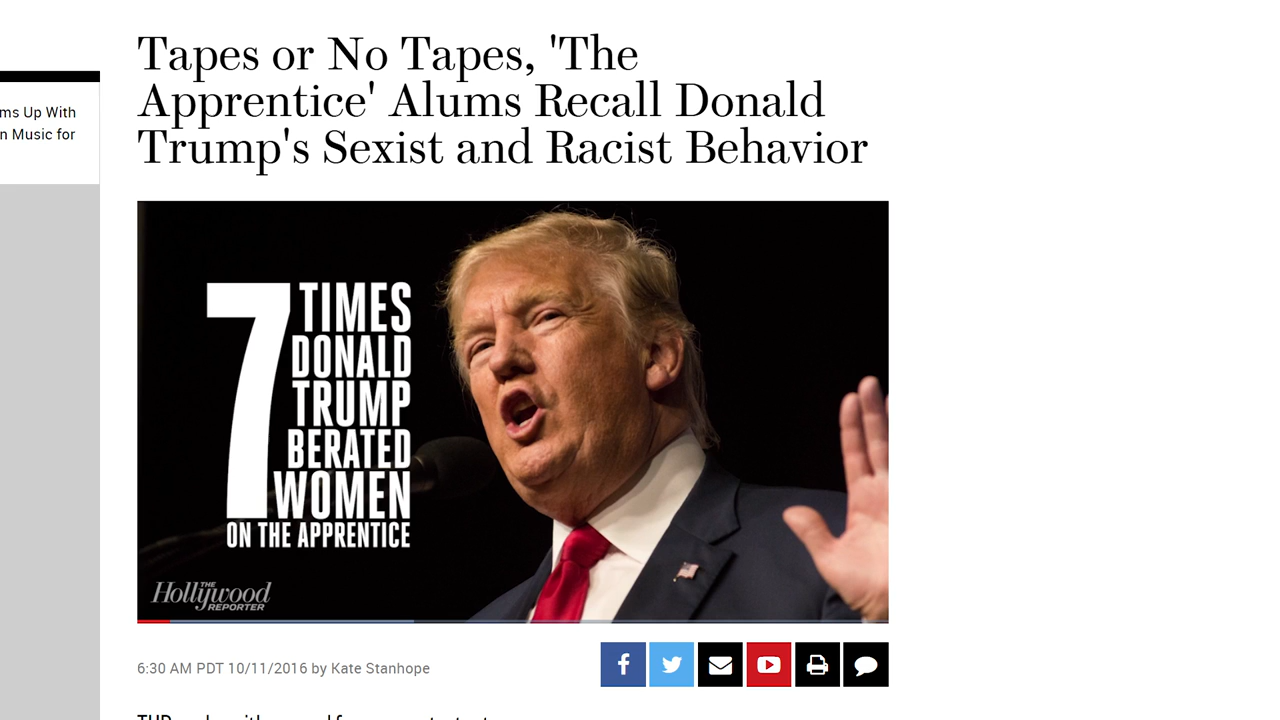 Tapes or No Tapes, 'The
Apprentice' Alums Recall Donald
Trump's Sexist and Racist Behavior
ms Up With
n Music for
7 TIMES
DONALD
TRUMP
BERATED
WOMEN
ON THE APPRENTICE
THE
Hollywood
REPORTER
6:30 AM PDT 10/11/2016 by Kate Stanhope